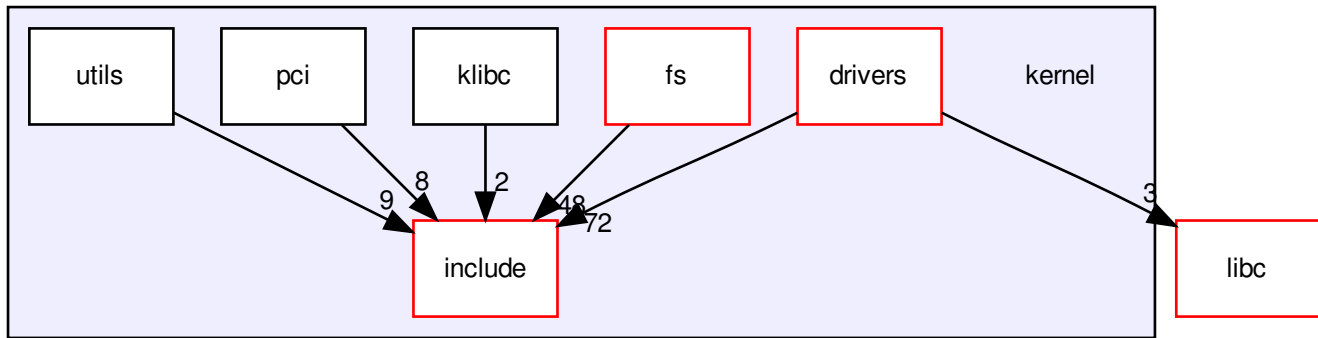 utils
pci
klibc
fs
drivers
kernel
9
8
2
48
72
3
include
libc